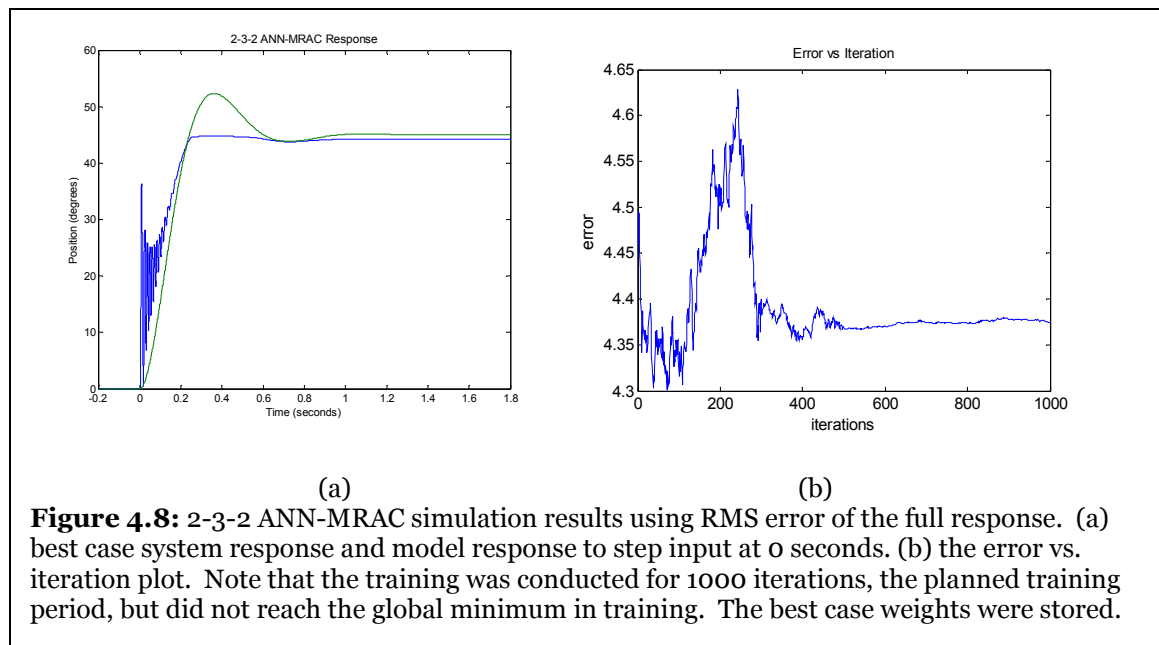 2-3-2 ANN-MRAC Response
60
50
40
30
20
10
0
Position (degrees)
-0.2 0 0.2 0.4 0.6 0.8 1 1.2 1.4 1.6 1.8
Time (seconds)
Error vs Iteration
4.65
4.6
4.55
4.5
4.45
4.4
4.35
4.3
error
0 200 400 600 800 1000
iterations
(a) (b)
Figure 4.8: 2-3-2 ANN-MRAC simulation results using RMS error of the full response. (a)
best case system response and model response to step input at 0 seconds. (b) the error vs.
iteration plot. Note that the training was conducted for 1000 iterations, the planned training
period, but did not reach the global minimum in training. The best case weights were stored.